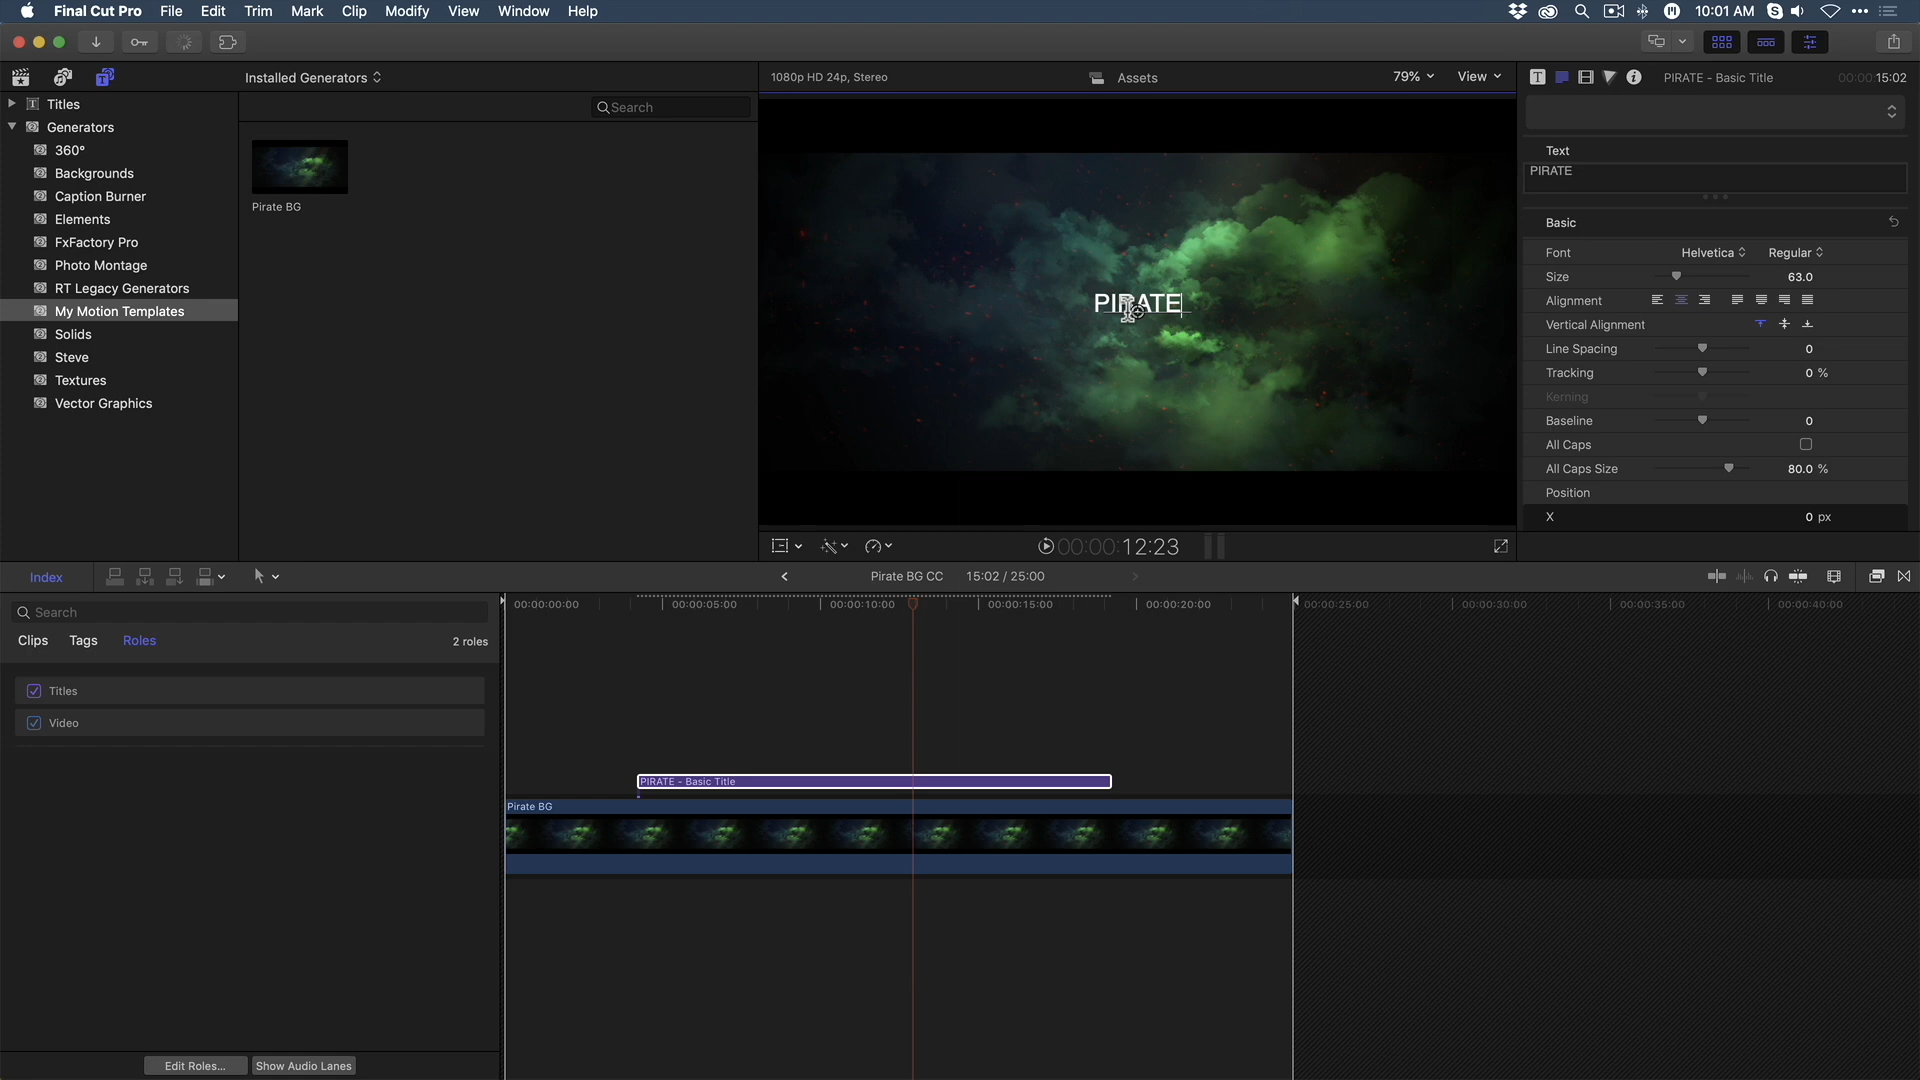 Final Cut Pro File Edit Trim Mark Clip Modify View Window Help 10:01 AM
Installed Generators
1080p HD 24p, Stereo Assets 79% View
PIRATE - Basic Title 00:00:15:02
Titles
Generators
360°
Backgrounds
Caption Burner
Elements
FxFactory Pro
Photo Montage
RT Legacy Generators
My Motion Templates
Solids
Steve
Textures
Vector Graphics
Search
Pirate BG
PIRATE
Text
PIRATE
Basic
Font Helvetica Regular
Size 63.0
Alignment
Vertical Alignment
Line Spacing 0
Tracking 0 %
Kerning
Baseline 0
All Caps
All Caps Size 80.0 %
Position
X 0 px
00:00:12:23
Index
Pirate BG CC 15:02 / 25:00
Search
Clips Tags Roles 2 roles
Titles
Video
00:00:00:00 00:00:05:00 00:00:10:00 00:00:15:00 00:00:20:00 00:00:25:00 00:00:30:00 00:00:35:00 00:00:40:00
PIRATE - Basic Title
Pirate BG
Edit Roles... Show Audio Lanes